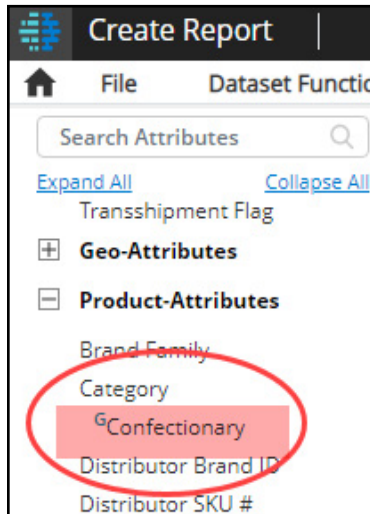 Create Report
File Dataset Functio
Search Attributes
Expand All Collapse All
Transshipment Flag
Geo-Attributes
Product-Attributes
Brand Family
Category
GConfectionary
Distributor Brand ID
Distributor SKU #